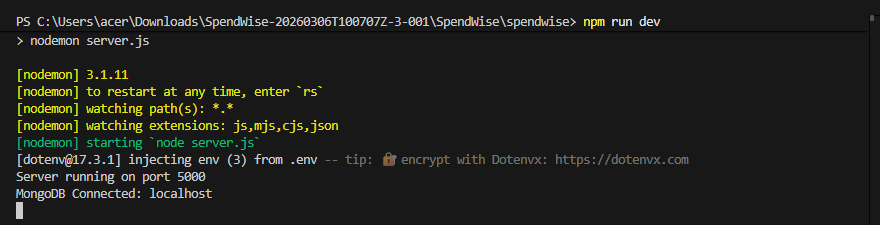 PS C:\Users\acer\Downloads\SpendWise-20260306T100707Z-3-001\SpendWise\spendwise> npm run dev
> nodemon server.js
[nodemon] 3.1.11
[nodemon] to restart at any time, enter `rs`
[nodemon] watching path(s): *.*
[nodemon] watching extensions: js,mjs,cjs,json
[nodemon] starting `node server.js`
[dotenv@17.3.1] injecting env (3) from .env -- tip: 🔐 encrypt with Dotenvx: https://dotenvx.com
Server running on port 5000
MongoDB Connected: localhost